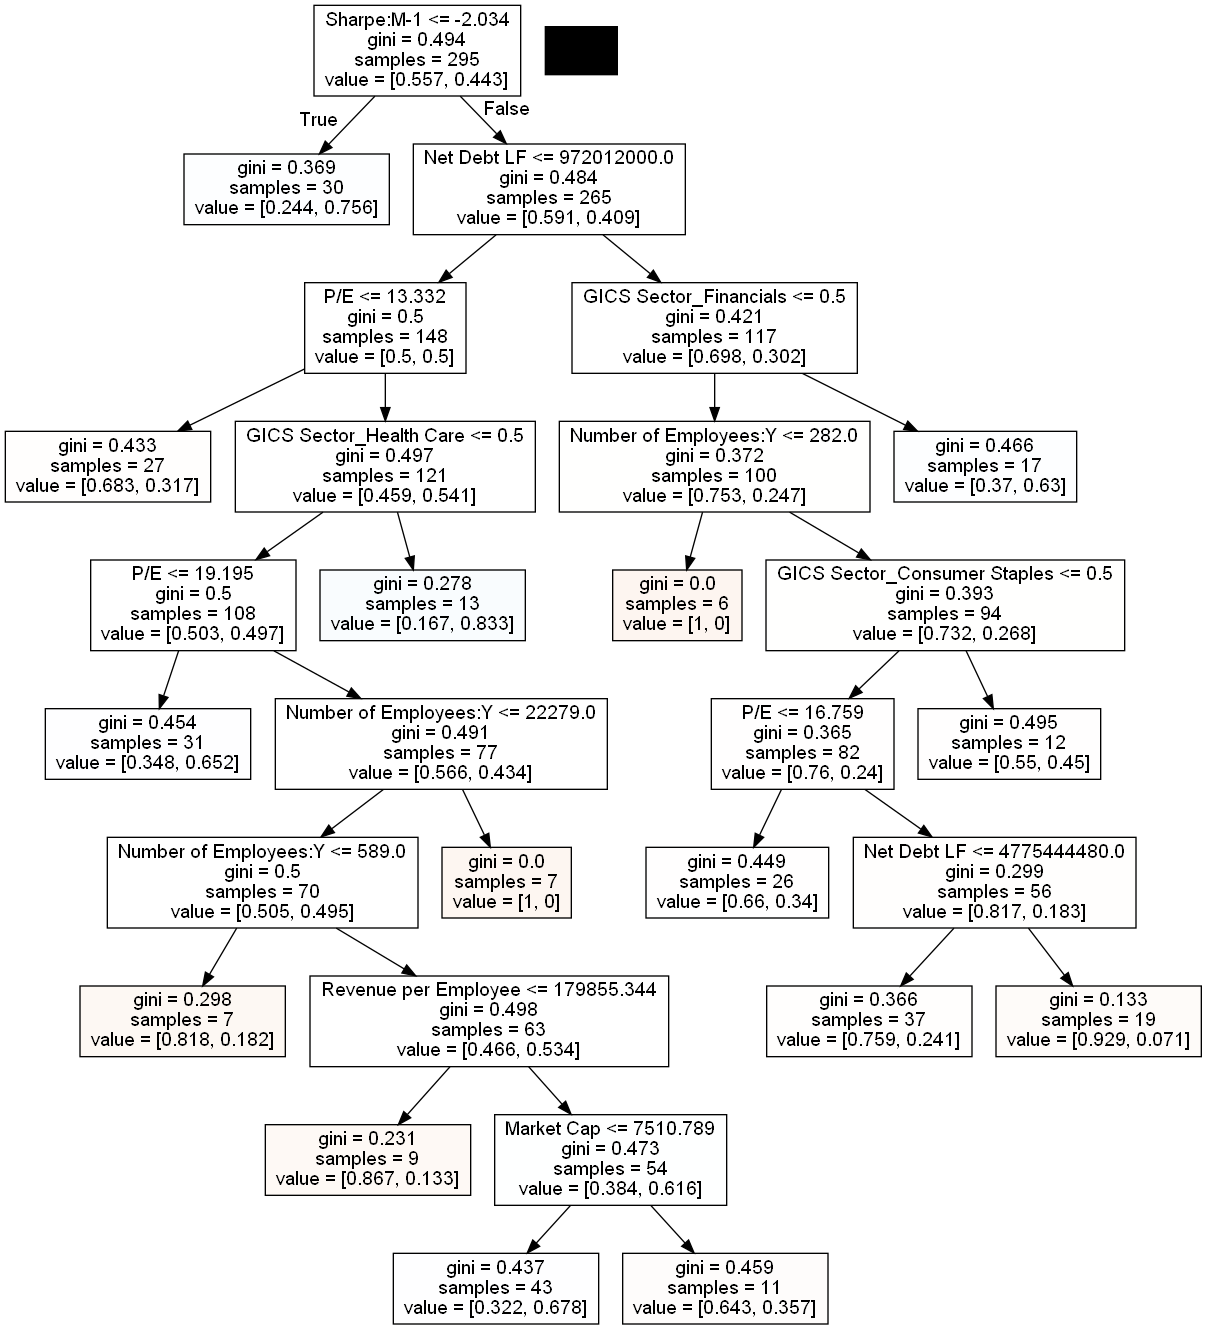 Sharpe:M-1 <= -2.034
gini = 0.494
samples = 295
value = [0.557, 0.443]
True
False
gini = 0.369
samples = 30
value = [0.244, 0.756]
Net Debt LF <= 972012000.0
gini = 0.484
samples = 265
value = [0.591, 0.409]
P/E <= 13.332
gini = 0.5
samples = 148
value = [0.5, 0.5]
GICS Sector_Financials <= 0.5
gini = 0.421
samples = 117
value = [0.698, 0.302]
gini = 0.433
samples = 27
value = [0.683, 0.317]
GICS Sector_Health Care <= 0.5
gini = 0.497
samples = 121
value = [0.459, 0.541]
Number of Employees:Y <= 282.0
gini = 0.372
samples = 100
value = [0.753, 0.247]
gini = 0.466
samples = 17
value = [0.37, 0.63]
P/E <= 19.195
gini = 0.5
samples = 108
value = [0.503, 0.497]
gini = 0.278
samples = 13
value = [0.167, 0.833]
gini = 0.0
samples = 6
value = [1, 0]
GICS Sector_Consumer Staples <= 0.5
gini = 0.393
samples = 94
value = [0.732, 0.268]
gini = 0.454
samples = 31
value = [0.348, 0.652]
Number of Employees:Y <= 22279.0
gini = 0.491
samples = 77
value = [0.566, 0.434]
P/E <= 16.759
gini = 0.365
samples = 82
value = [0.76, 0.24]
gini = 0.495
samples = 12
value = [0.55, 0.45]
Number of Employees:Y <= 589.0
gini = 0.5
samples = 70
value = [0.505, 0.495]
gini = 0.0
samples = 7
value = [1, 0]
gini = 0.449
samples = 26
value = [0.66, 0.34]
Net Debt LF <= 4775444480.0
gini = 0.299
samples = 56
value = [0.817, 0.183]
gini = 0.298
samples = 7
value = [0.818, 0.182]
Revenue per Employee <= 179855.344
gini = 0.498
samples = 63
value = [0.466, 0.534]
gini = 0.366
samples = 37
value = [0.759, 0.241]
gini = 0.133
samples = 19
value = [0.929, 0.071]
gini = 0.231
samples = 9
value = [0.867, 0.133]
Market Cap <= 7510.789
gini = 0.473
samples = 54
value = [0.384, 0.616]
gini = 0.437
samples = 43
value = [0.322, 0.678]
gini = 0.459
samples = 11
value = [0.643, 0.357]